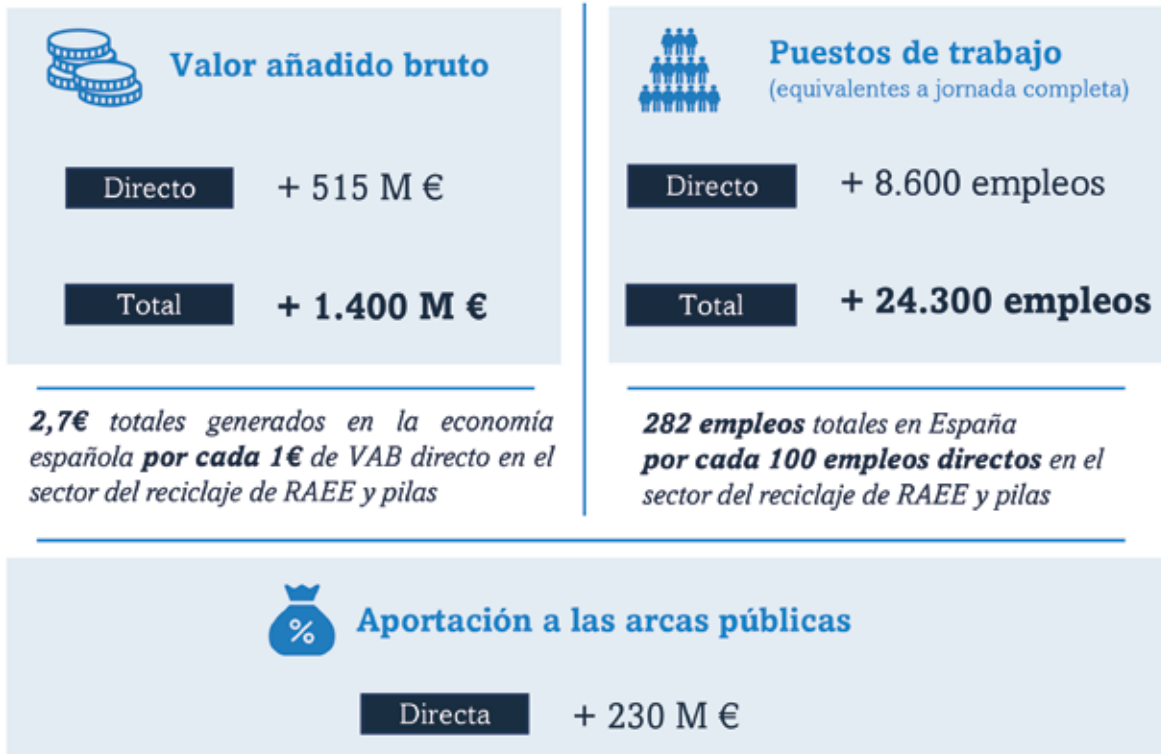 Valor añadido bruto
Directo + 515 M €
Total + 1.400 M €
2,7€ totales generados en la economía
española por cada 1€ de VAB directo en el
sector del reciclaje de RAEE y pilas
Puestos de trabajo
(equivalentes a jornada completa)
Directo + 8.600 empleos
Total + 24.300 empleos
282 empleos totales en España
por cada 100 empleos directos en el
sector del reciclaje de RAEE y pilas
% Aportación a las arcas públicas
Directa + 230 M €